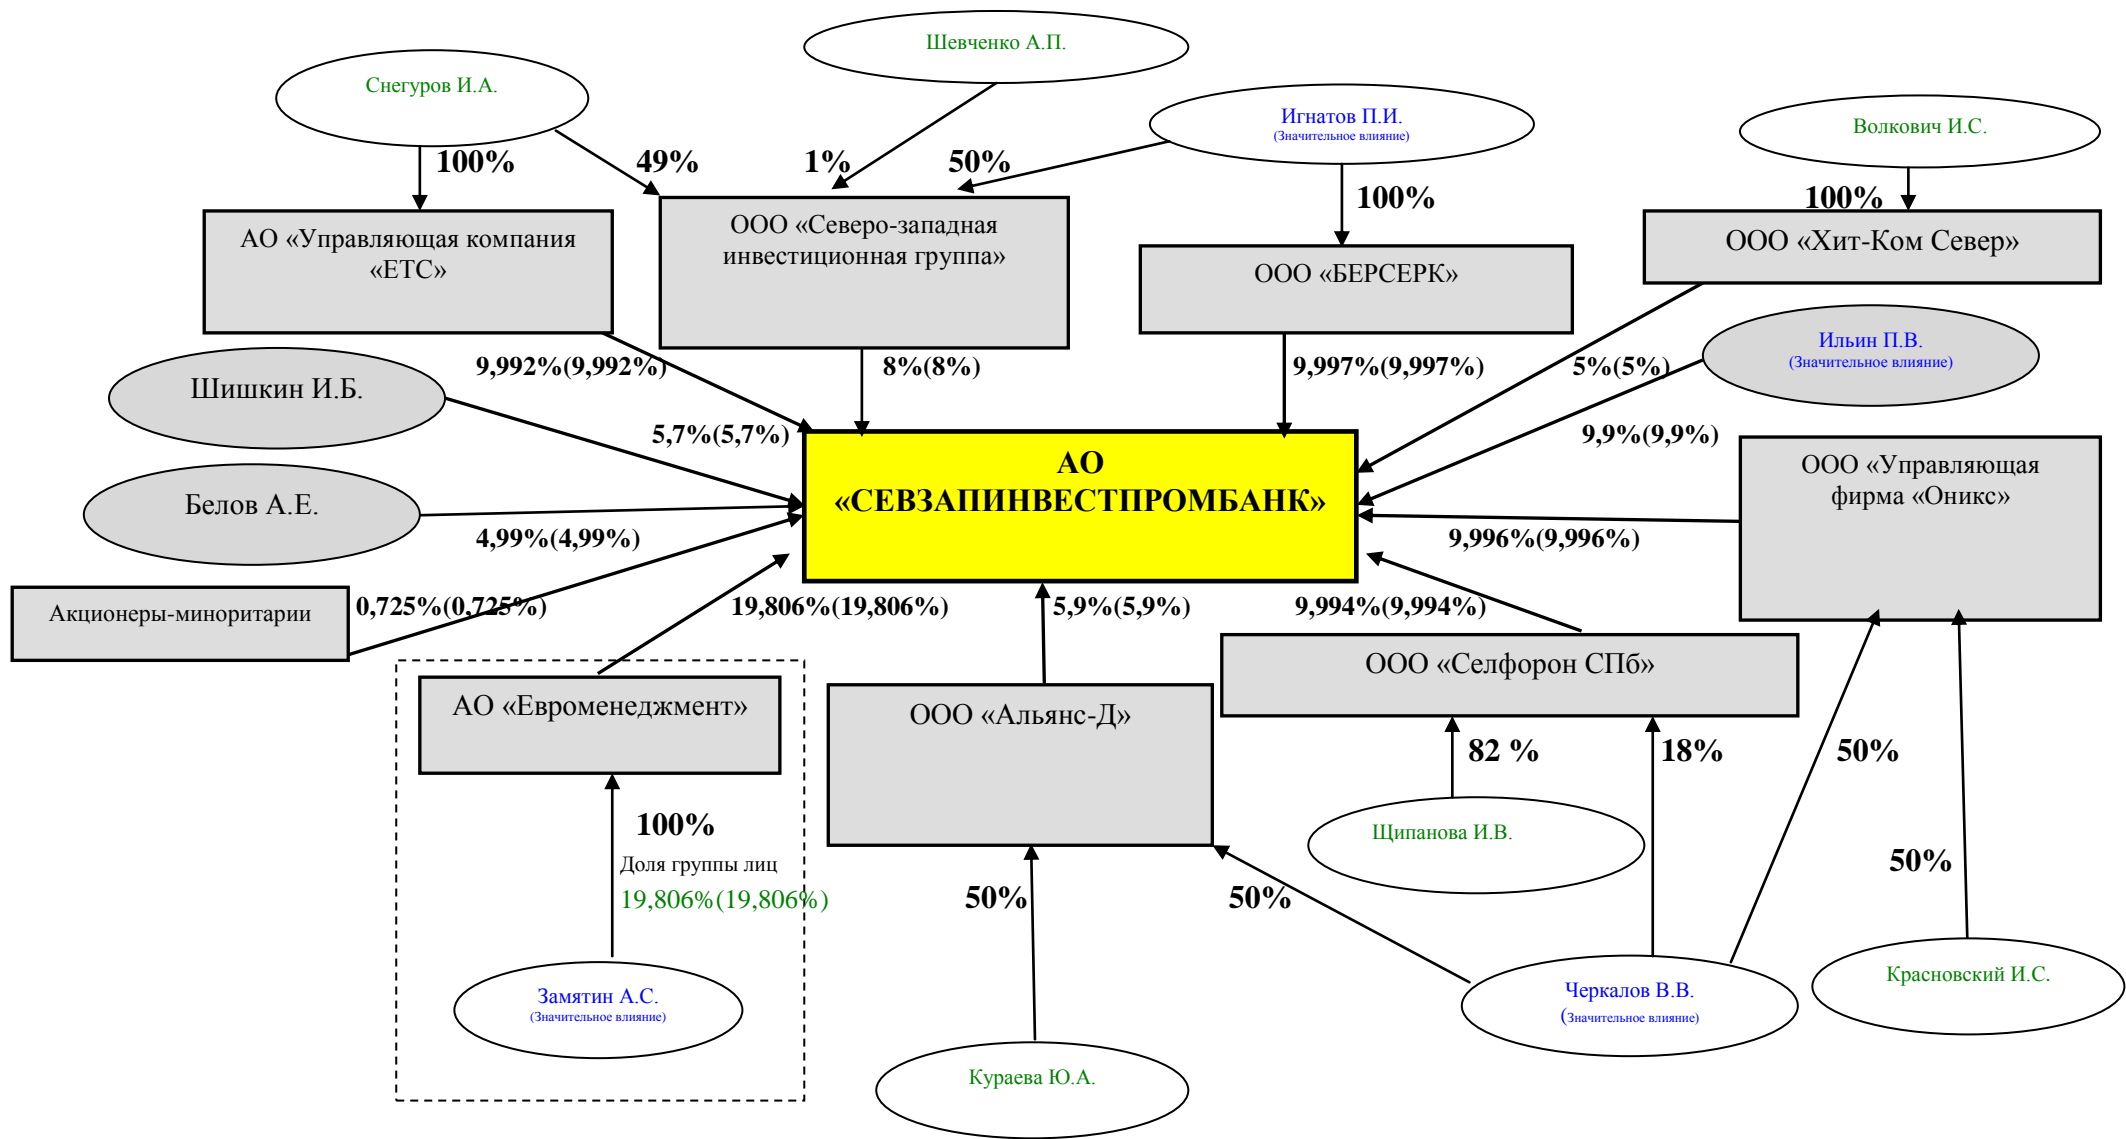 Шевченко А.П.
Снегуров И.А.
Игнатов П.И.
(Значительное влияние)
Волкович И.С.
100%
49%
1%
50%
100%
100%
АО «Управляющая компания
«ЕТС»
ООО «Северо-западная
инвестиционная группа»
ООО «БЕРСЕРК»
ООО «Хит-Ком Север»
Ильин П.В.
(Значительное влияние)
9,992%(9,992%)
8%(8%)
9,997%(9,997%)
5%(5%)
Шишкин И.Б.
5,7%(5,7%)
9,9%(9,9%)
АО
«СЕВЗАПИНВЕСТПРОМБАНК»
ООО «Управляющая
фирма «Оникс»
Белов А.Е.
4,99%(4,99%)
9,996%(9,996%)
Акционеры-миноритарии
0,725%(0,725%)
19,806%(19,806%)
5,9%(5,9%)
9,994%(9,994%)
ООО «Селфорон СПб»
АО «Евроменеджмент»
ООО «Альянс-Д»
82 %
18%
50%
100%
Доля группы лиц
19,806%(19,806%)
Щипанова И.В.
50%
50%
50%
Замятин А.С.
(Значительное влияние)
Черкалов В.В.
(Значительное влияние)
Красновский И.С.
Кураева Ю.А.